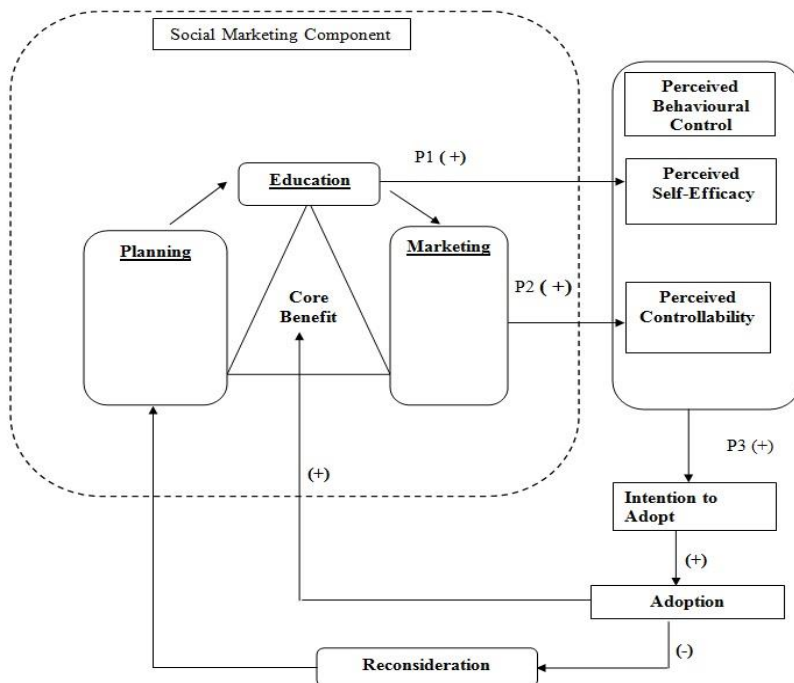 Social Marketing Component
Perceived
Behavioural
Control
P1 (+)
Education
Perceived
Self-Efficacy
Planning
Marketing
Core
Benefit
P2 (+)
Perceived
Controllability
P3 (+)
(+)
Intention to
Adopt
(+)
Adoption
(-)
Reconsideration